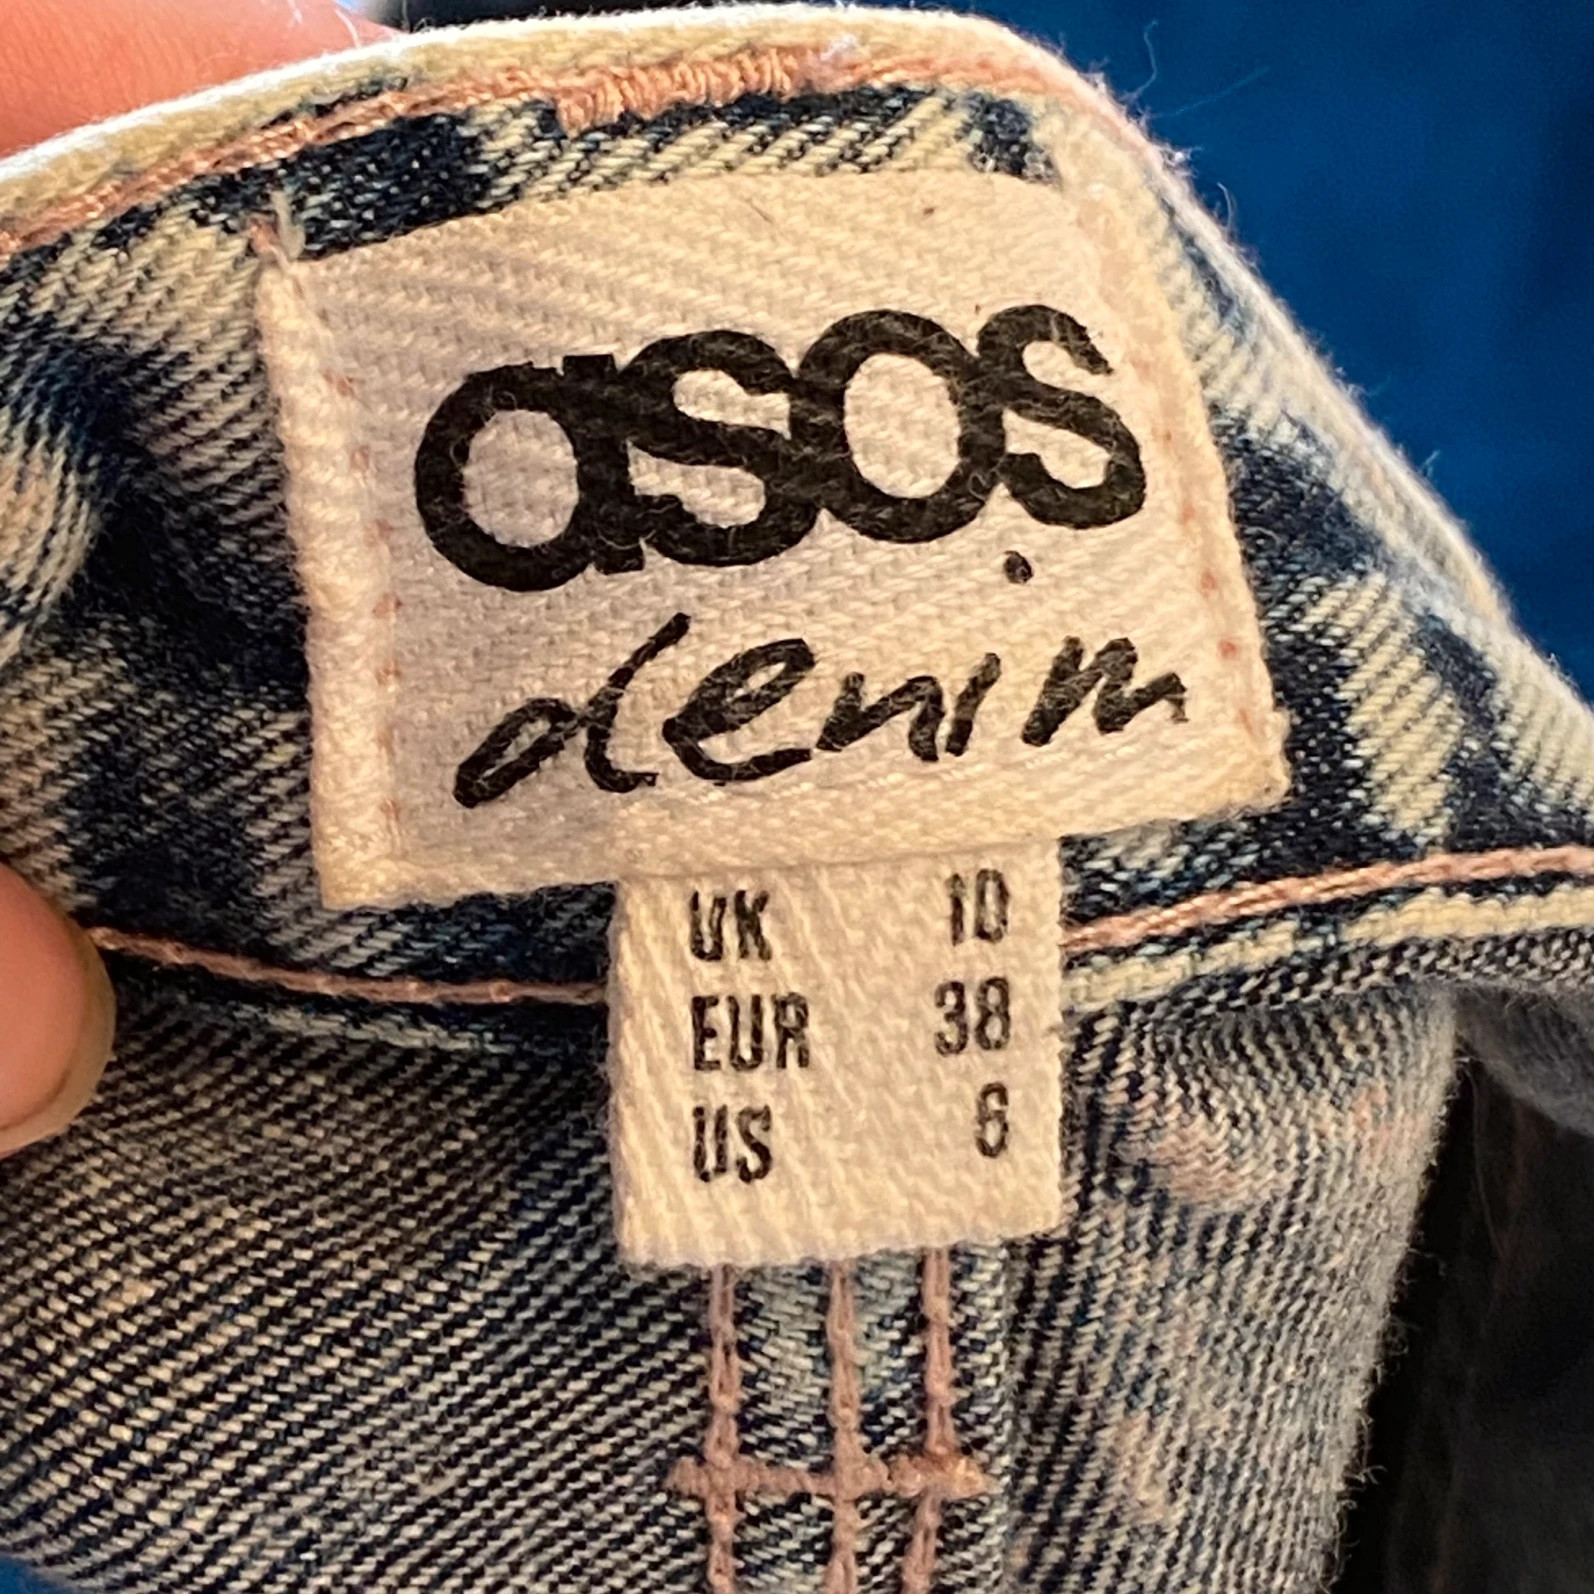 asos
denim
UK 10
EUR 38
US 6